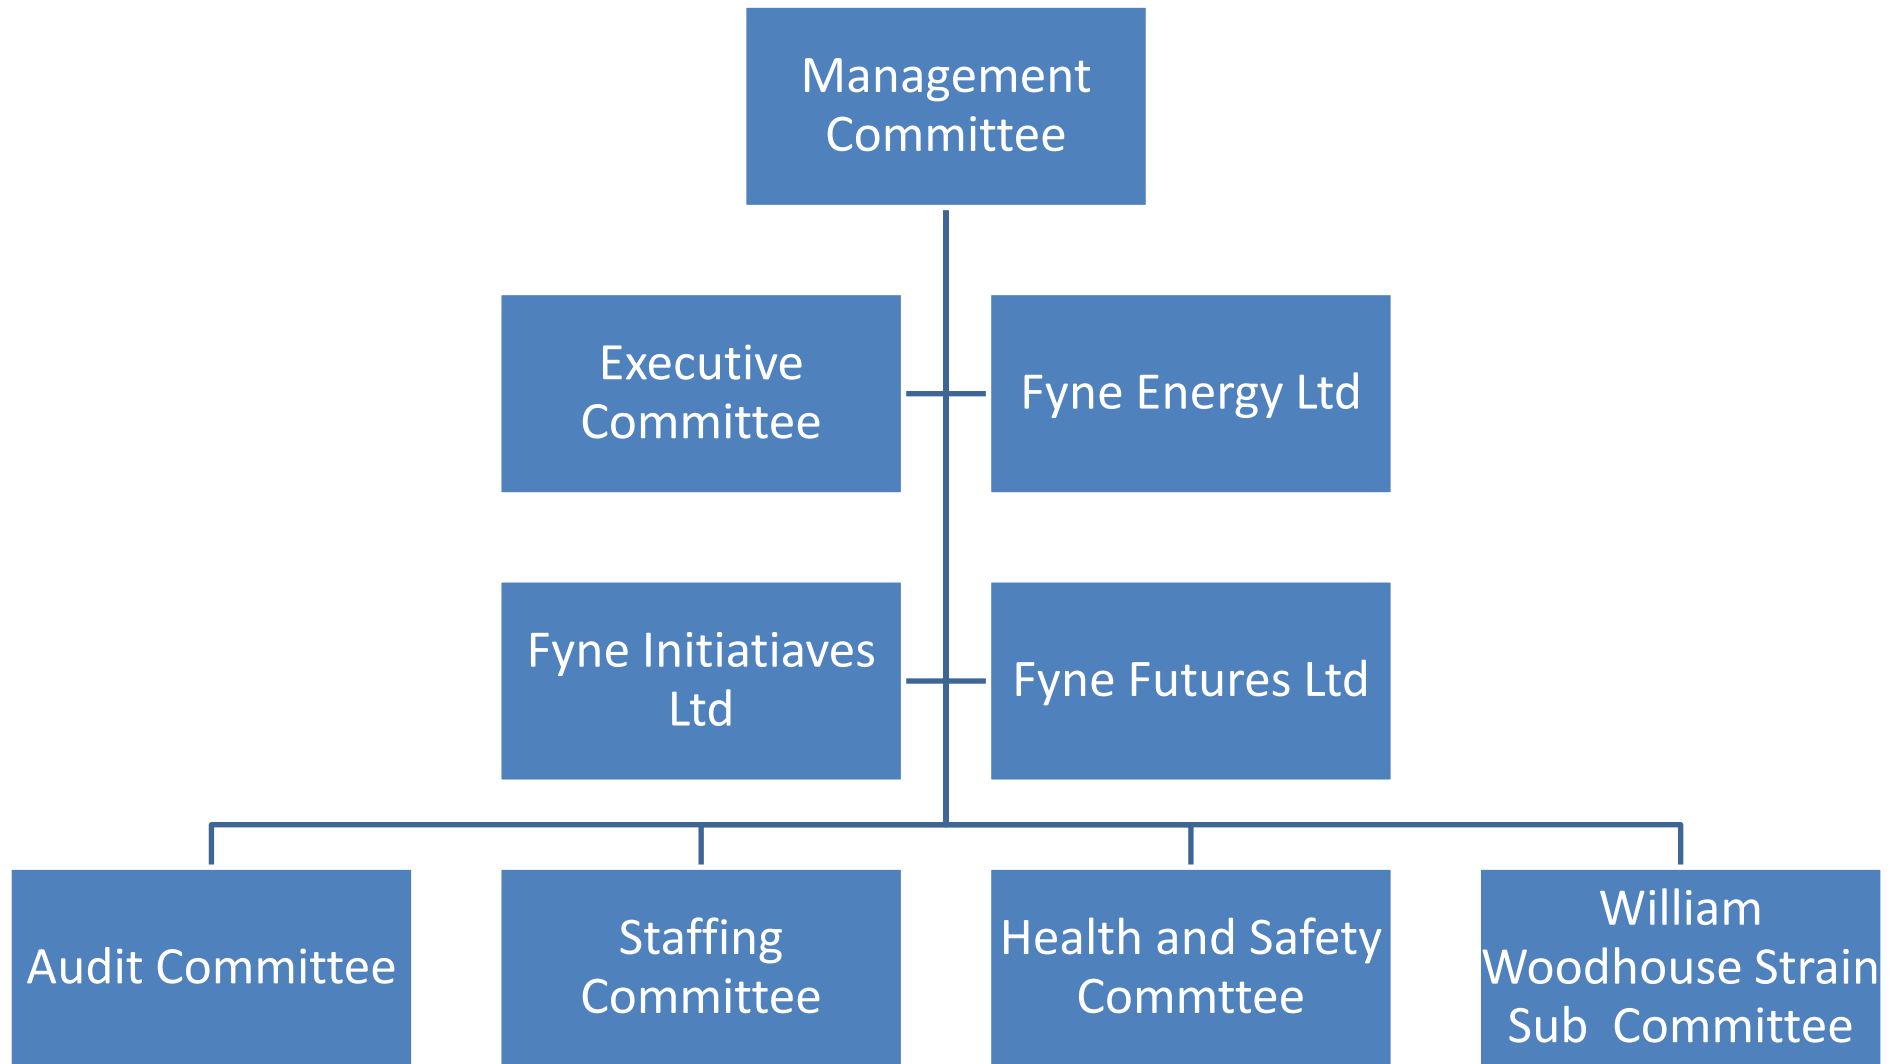 Management
Committee
Executive
Committee
Fyne Energy Ltd
Fyne Initiatiaves
Ltd
Fyne Futures Ltd
Audit Committee
Staffing
Committee
Health and Safety
Commttee
William
Woodhouse Strain
Sub  Committee